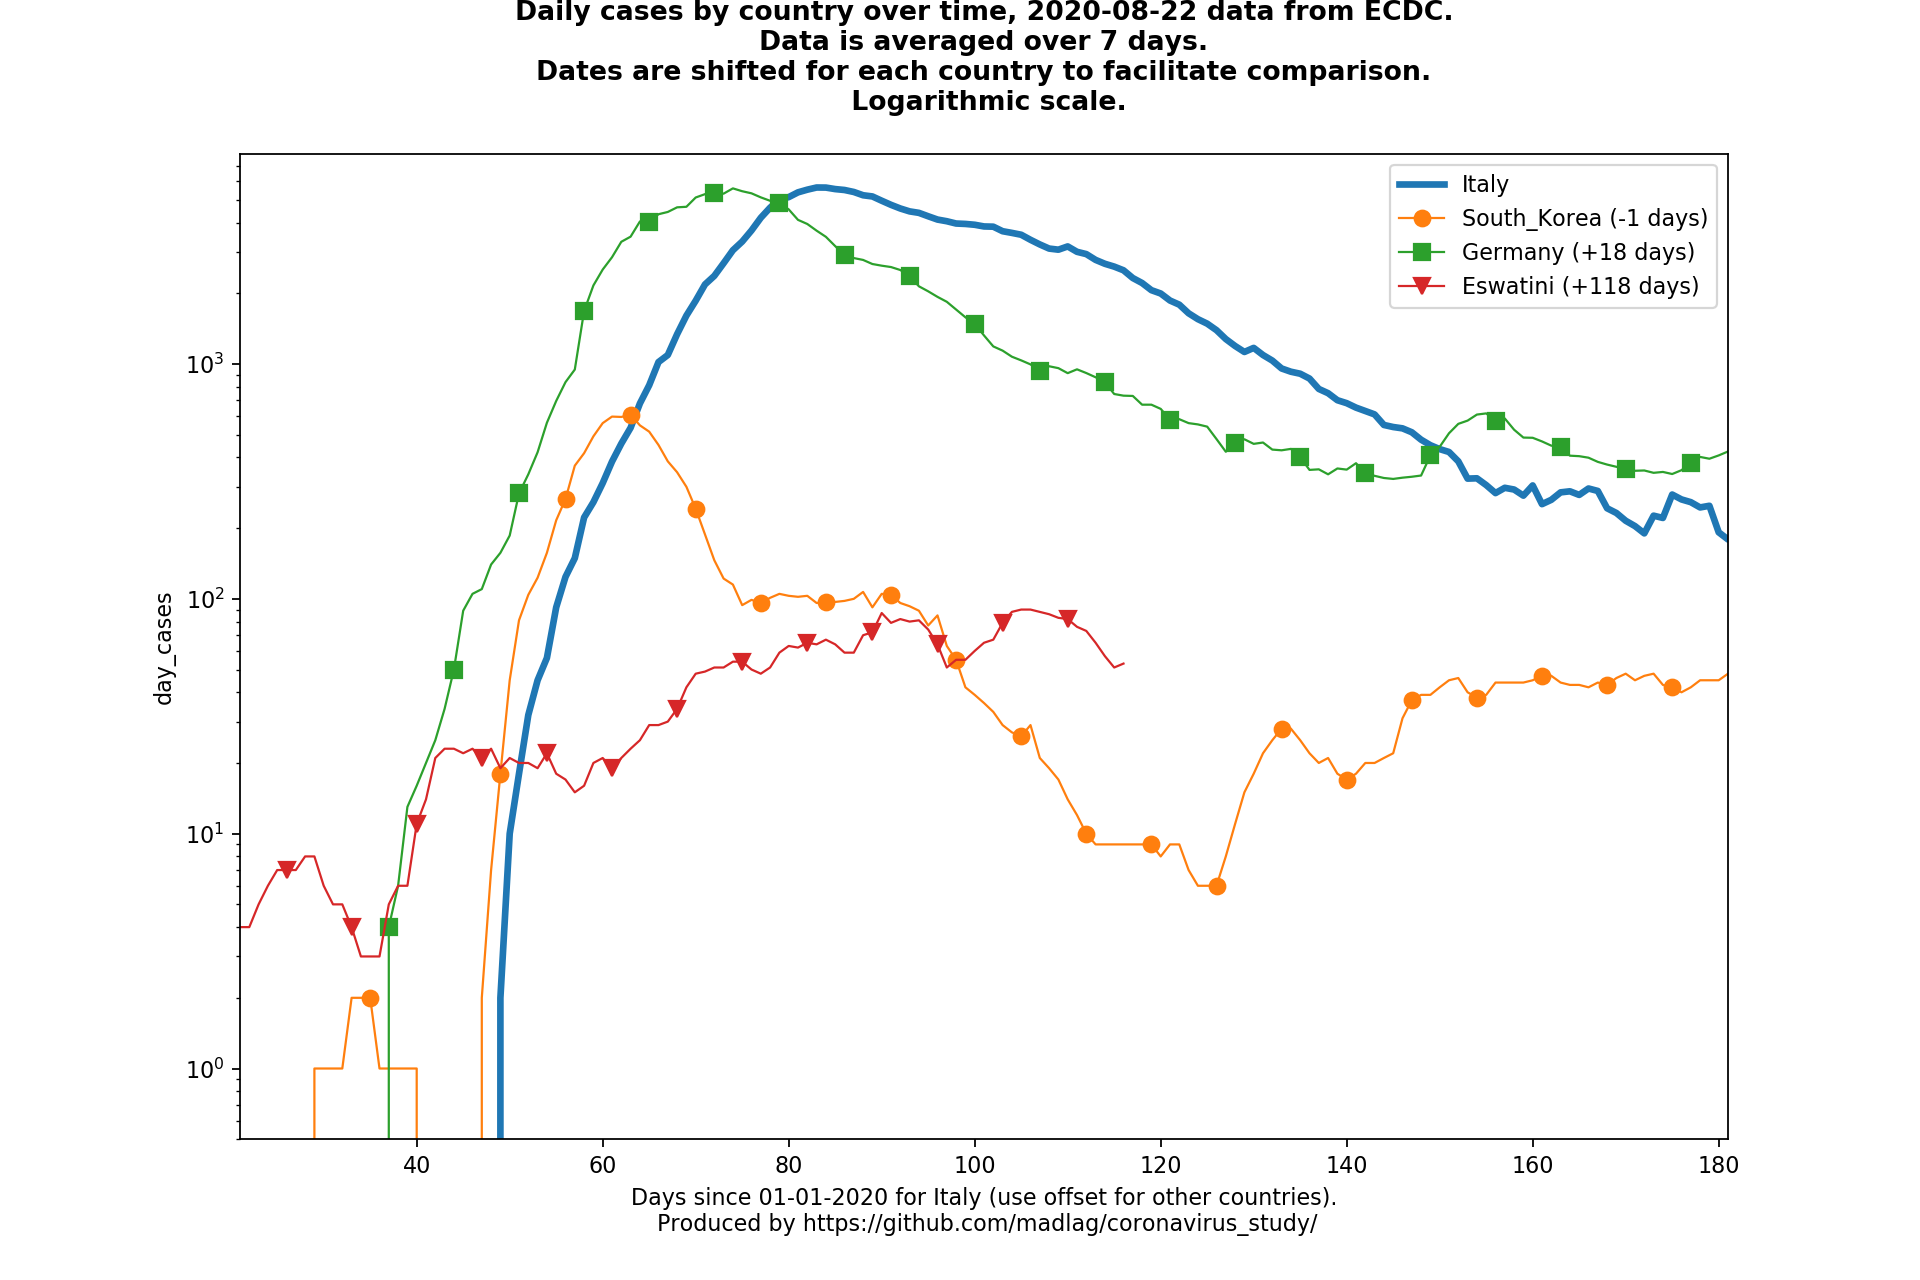 Daily cases by country over time, 2020-08-22 data from ECDC.
Data is averaged over 7 days.
Dates are shifted for each country to facilitate comparison.
Logarithmic scale.
Italy
South_Korea (-1 days)
Germany (+18 days)
Eswatini (+118 days)
day_cases
10³
10²
10¹
10⁰
40 60 80 100 120 140 160 180
Days since 01-01-2020 for Italy (use offset for other countries).
Produced by https://github.com/madlag/coronavirus_study/